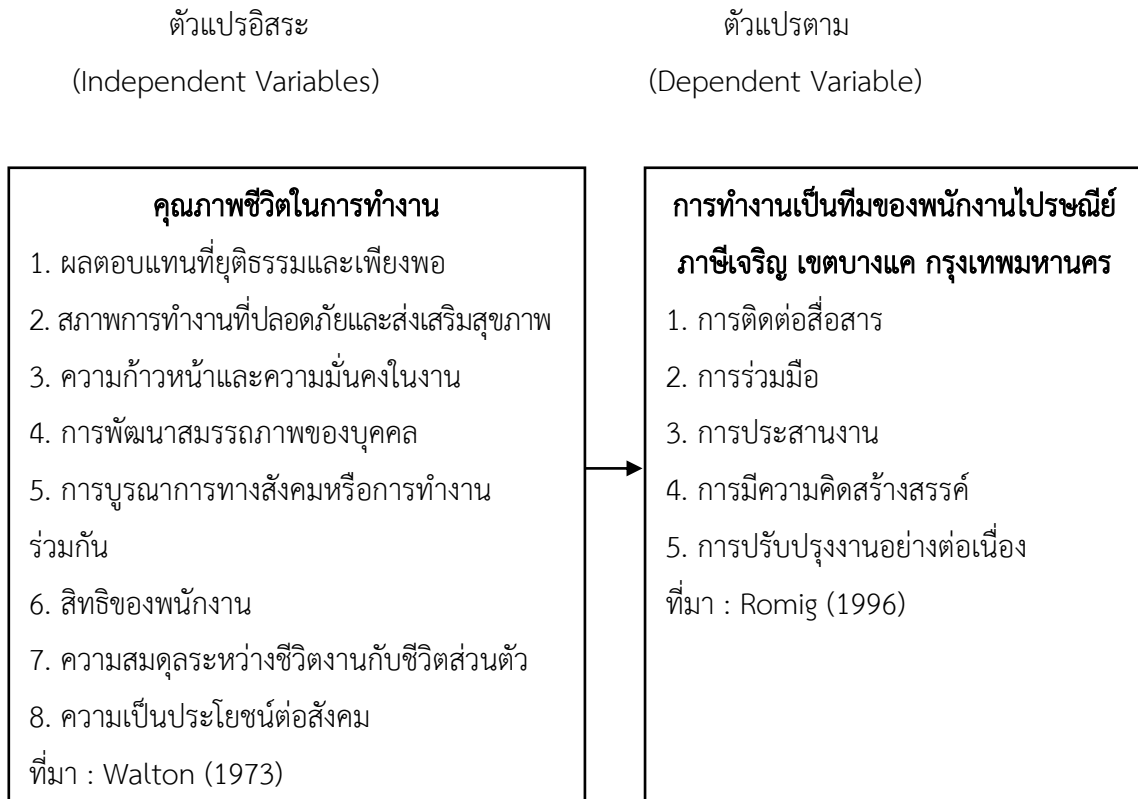 ตัวแปรอิสระ
(Independent Variables)
ตัวแปรตาม
(Dependent Variable)
คุณภาพชีวิตในการทำงาน
1. ผลตอบแทนที่ยุติธรรมและเพียงพอ
2. สภาพการทำงานที่ปลอดภัยและส่งเสริมสุขภาพ
3. ความก้าวหน้าและความมั่นคงในงาน
4. การพัฒนาสมรรถภาพของบุคคล
5. การบูรณาการทางสังคมหรือการทำงาน
ร่วมกัน
6. สิทธิของพนักงาน
7. ความสมดุลระหว่างชีวิตงานกับชีวิตส่วนตัว
8. ความเป็นประโยชน์ต่อสังคม
ที่มา : Walton (1973)
การทำงานเป็นทีมของพนักงานไปรษณีย์
ภาษีเจริญ เขตบางแค กรุงเทพมหานคร
1. การติดต่อสื่อสาร
2. การร่วมมือ
3. การประสานงาน
4. การมีความคิดสร้างสรรค์
5. การปรับปรุงงานอย่างต่อเนื่อง
ที่มา : Romig (1996)